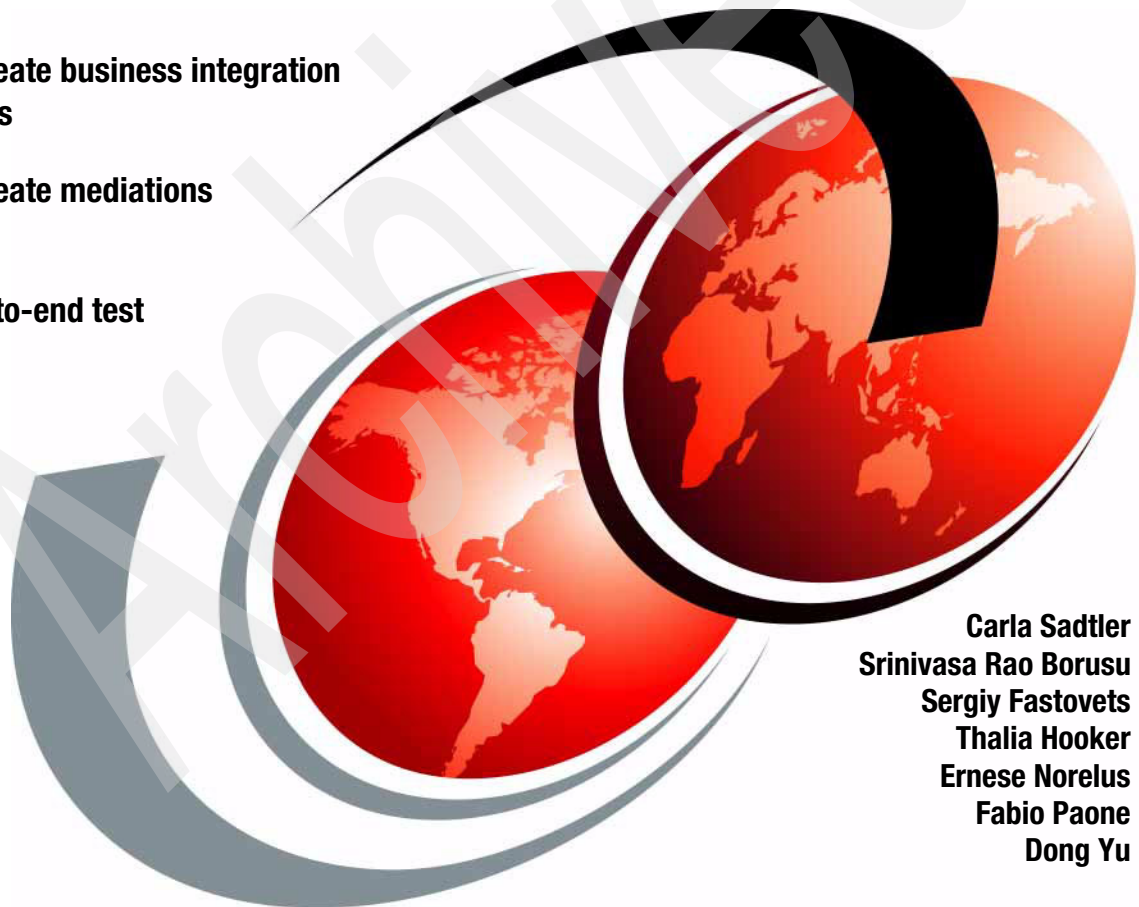 eate business integration
s
eate mediations
to-end test
Archived
Carla Sadtler
Srinivasa Rao Borusu
Sergiy Fastovets
Thalia Hooker
Ernese Norelus
Fabio Paone
Dong Yu